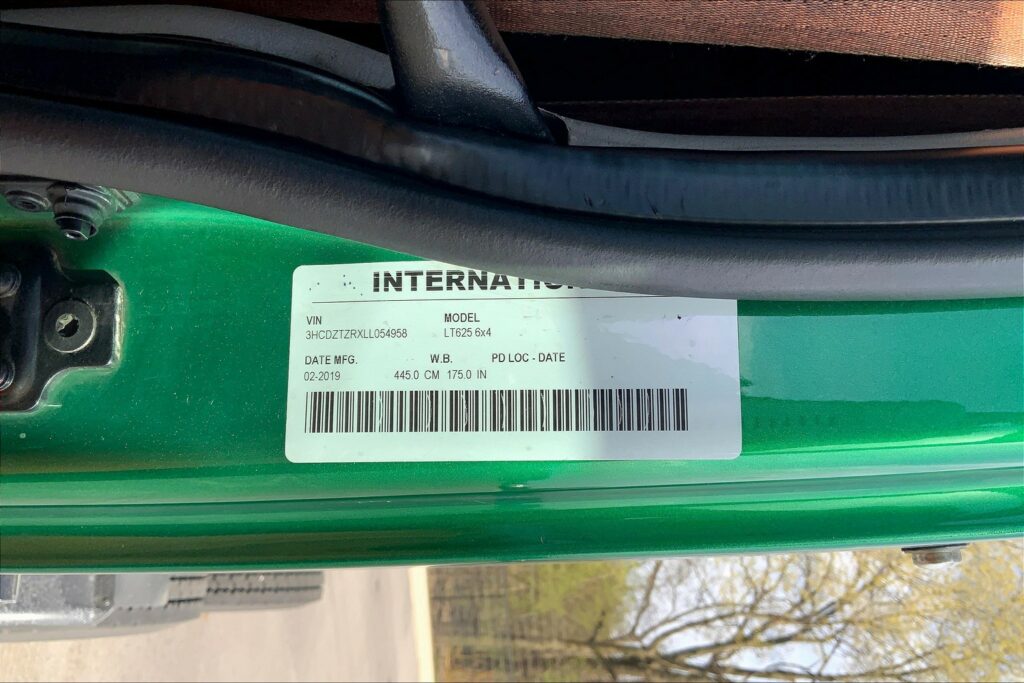 INTERNATIO
VIN MODEL
3HCDZTZRXLL054958 LT625 6x4
DATE MFG. W.B. PD LOC - DATE
02-2019 445.0 CM 175.0 IN